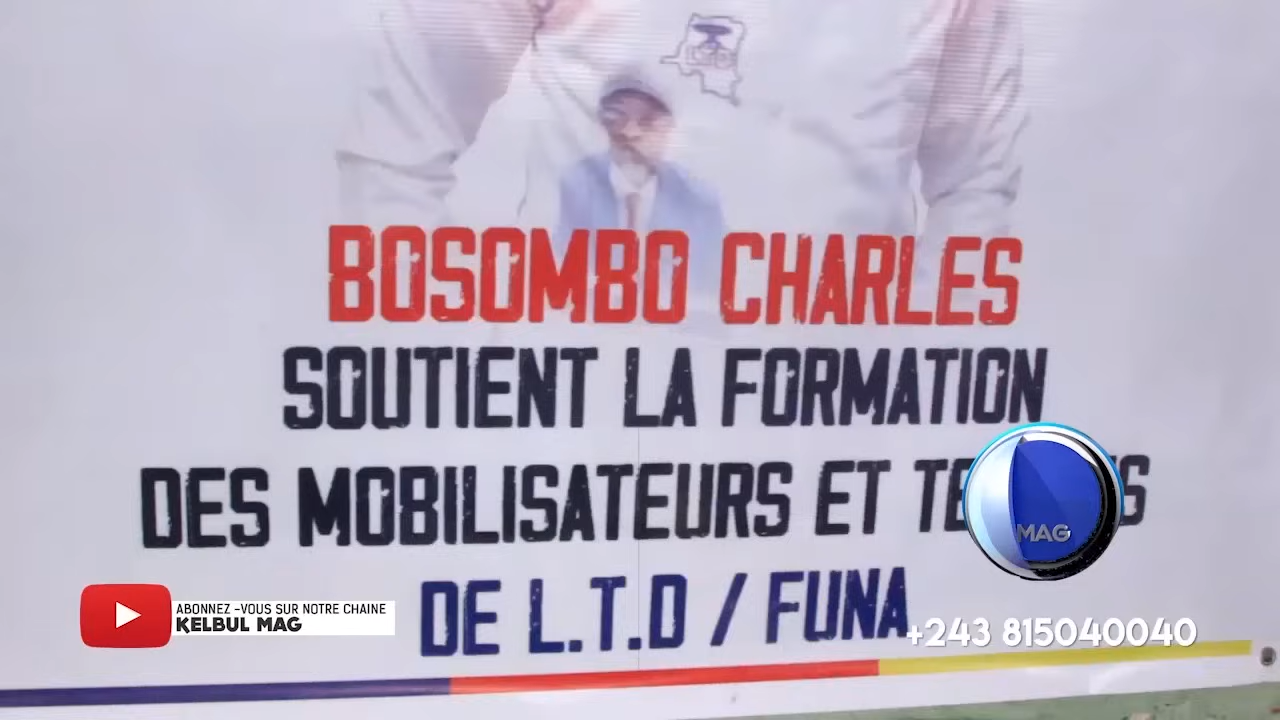 BOSOMBO CHARLES
SOUTIENT LA FORMATION
DES MOBILISATEURS ET
DE L.T.D / FUNA
MAG
ABONNEZ -VOUS SUR NOTRE CHAINE
KELBUL MAG
+243 815040040